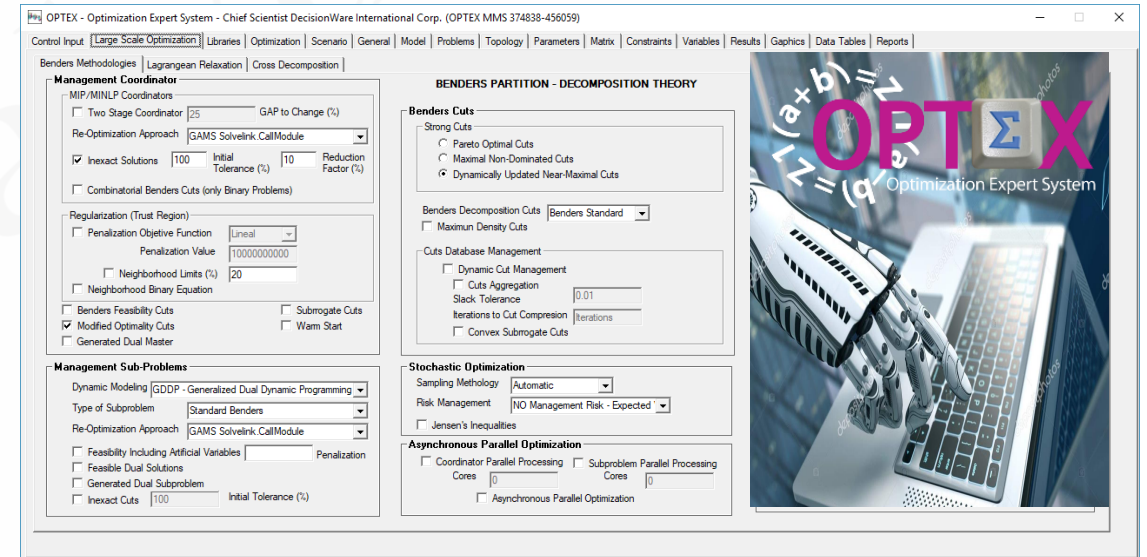 OPTEX - Optimization Expert System - Chief Scientist DecisionWare International Corp. (OPTEX MMS 374838-456059)
Control Input | Large Scale Optimization | Libraries | Optimization | Scenario | General | Model | Problems | Topology | Parameters | Matrix | Constraints | Variables | Results | Gaphics | Data Tables | Reports
Benders Methodologies | Lagrangean Relaxation | Cross Decomposition
BENDERS PARTITION - DECOMPOSITION THEORY
Management Coordinator
MIP/MINLP Coordinators
Two Stage Coordinator 25 GAP to Change (%)
Re-Optimization Approach GAMS Solvelink.CallModule
Inexact Solutions 100 Initial Tolerance (%) 10 Reduction Factor (%)
Combinatorial Benders Cuts (only Binary Problems)
Regularization (Trust Region)
Penalization Objetive Function Lineal
Penalization Value 10000000000
Neighborhood Limits (%) 20
Neighborhood Binary Equation
Benders Feasibility Cuts Subrrogate Cuts
Modified Optimality Cuts Warm Start
Generated Dual Master
Management Sub-Problems
Dynamic Modeling GDDP - Generalized Dual Dynamic Programming
Type of Subproblem Standard Benders
Re-Optimization Approach GAMS Solvelink.CallModule
Feasibility Including Artificial Variables Penalization
Feasible Dual Solutions
Generated Dual Subproblem
Inexact Cuts 100 Initial Tolerance (%)
Benders Cuts
Strong Cuts
Pareto Optimal Cuts
Maximal Non-Dominated Cuts
Dynamically Updated Near-Maximal Cuts
Benders Decomposition Cuts Benders Standard
Maximun Density Cuts
Cuts Database Management
Dynamic Cut Management
Cuts Aggregation
Slack Tolerance 0.01
Iterations to Cut Compresion Iterations
Convex Subrrogate Cuts
Stochastic Optimization
Sampling Methology Automatic
Risk Management NO Management Risk - Expected
Jensen's Inequalities
Asynchronous Parallel Optimization
Coordinator Parallel Processing Subproblem Parallel Processing
Cores 0 Cores 0
Asynchronous Parallel Optimization
OPTΣX
Optimization Expert System